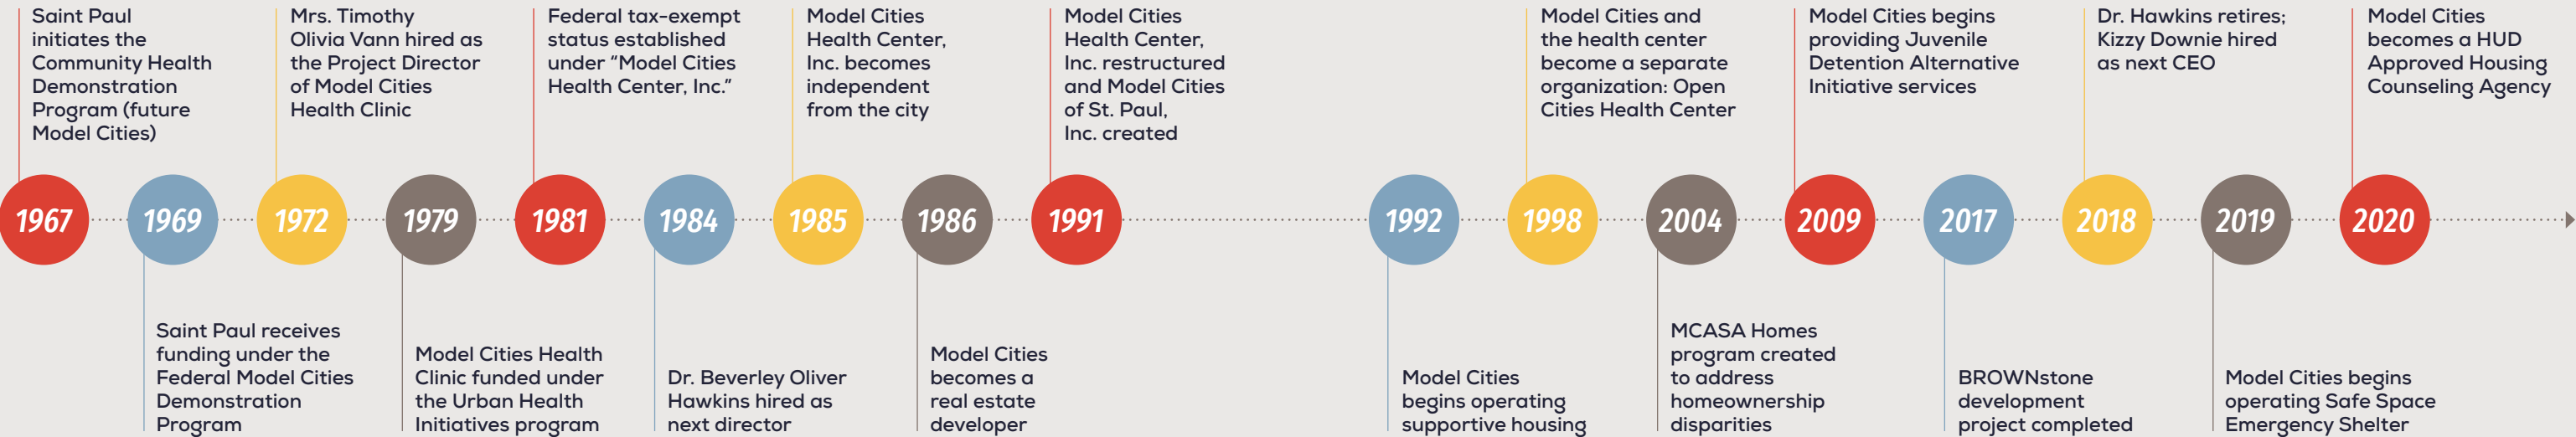 Saint Paul
initiates the
Community Health
Demonstration
Program (future
Model Cities)
Mrs. Timothy
Olivia Vann hired as
the Project Director
of Model Cities
Health Clinic
Federal tax-exempt
status established
under “Model Cities
Health Center, Inc.”
Model Cities
Health Center,
Inc. becomes
independent
from the city
Model Cities
Health Center,
Inc. restructured
and Model Cities
of St. Paul,
Inc. created
Model Cities and
the health center
become a separate
organization: Open
Cities Health Center
Model Cities begins
providing Juvenile
Detention Alternative
Initiative services
Dr. Hawkins retires;
Kizzy Downie hired
as next CEO
Model Cities
becomes a HUD
Approved Housing
Counseling Agency
1967
1969
1972
1979
1981
1984
1985
1986
1991
1992
1998
2004
2009
2017
2018
2019
2020
Saint Paul receives
funding under the
Federal Model Cities
Demonstration
Program
Model Cities Health
Clinic funded under
the Urban Health
Initiatives program
Dr. Beverley Oliver
Hawkins hired as
next director
Model Cities
becomes a
real estate
developer
Model Cities
begins operating
supportive housing
MCASA Homes
program created
to address
homeownership
disparities
BROWNstone
development
project completed
Model Cities begins
operating Safe Space
Emergency Shelter